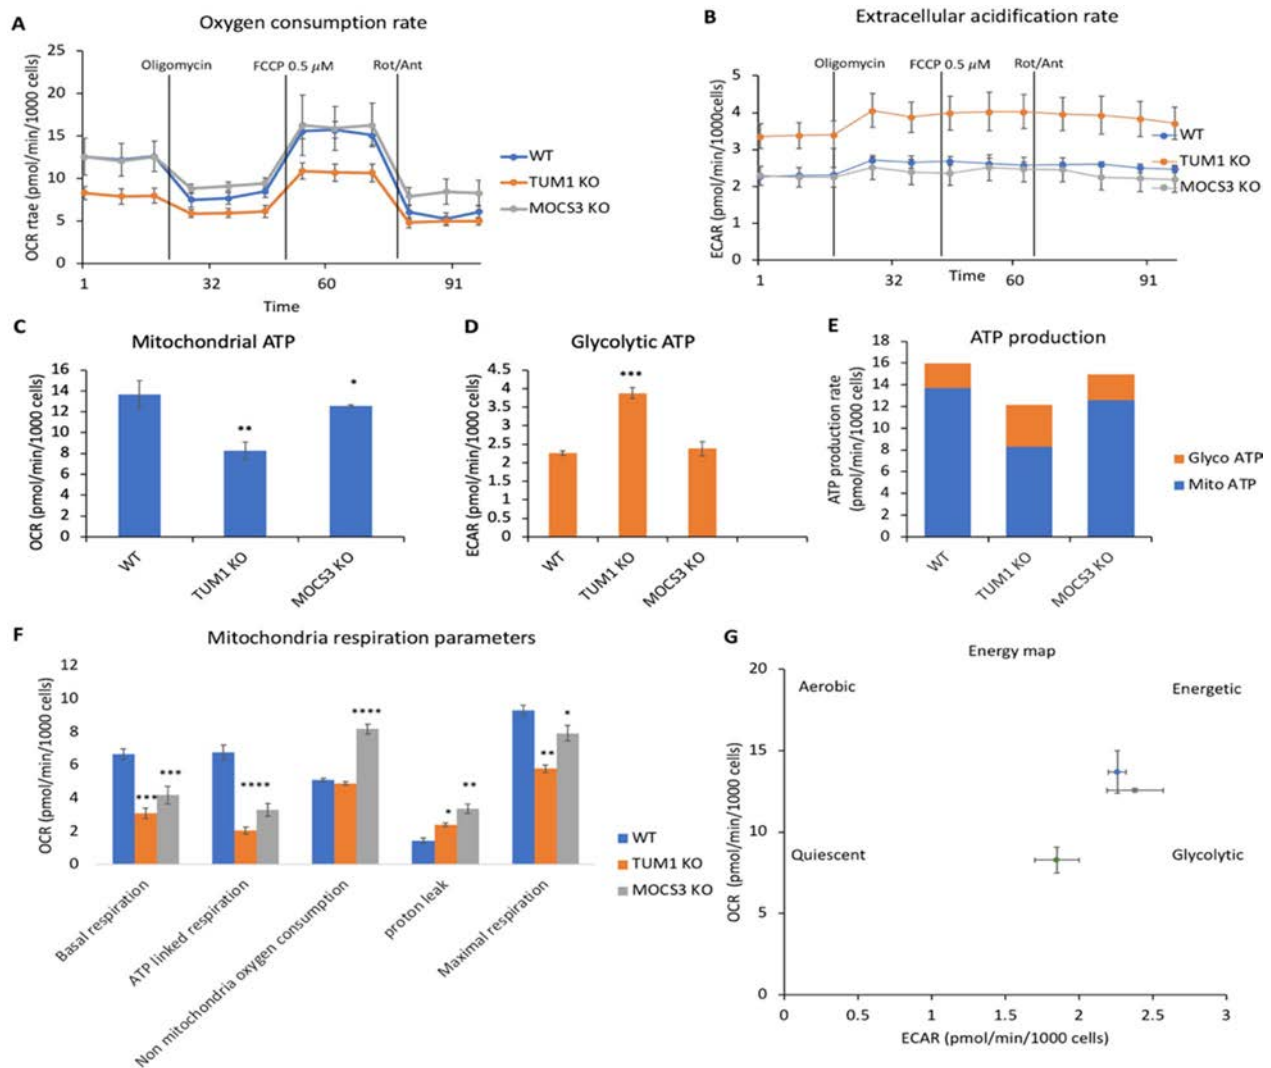 A
Oxygen consumption rate
OCR rtae (pmol/min/1000 cells)
25
20
15
10
5
0
Oligomycin
FCCP 0.5 μM
Rot/Ant
WT
TUM1 KO
MOCS3 KO
1 32 60 91
Time
B
Extracellular acidification rate
ECAR (pmol/min/1000cells)
5
4
3
2
1
0
Oligomycin
FCCP 0.5 μM
Rot/Ant
WT
TUM1 KO
MOCS3 KO
1 32 60 91
Time
C
Mitochondrial ATP
OCR (pmol/min/1000 cells)
16
14
12
10
8
6
4
2
0
**
*
WT
TUM1 KO
MOCS3 KO
D
Glycolytic ATP
ECAR (pmol/min/1000 cells)
4.5
4
3.5
3
2.5
2
1.5
1
0.5
0
***
WT
TUM1 KO
MOCS3 KO
E
ATP production
ATP production rate
(pmol/min/1000 cells)
18
16
14
12
10
8
6
4
2
0
WT
TUM1 KO
MOCS3 KO
Glyco ATP
Mito ATP
F
Mitochondria respiration parameters
OCR (pmol/min/1000 cells)
12
10
8
6
4
2
0
***
***
****
****
*
**
**
*
Basal respiration
ATP linked respiration
Non mitochondria oxygen consumption
proton leak
Maximal respiration
WT
TUM1 KO
MOCS3 KO
G
Energy map
OCR (pmol/min/1000 cells)
20
15
10
5
0
Aerobic
Energetic
Quiescent
Glycolytic
0 0.5 1 1.5 2 2.5 3
ECAR (pmol/min/1000 cells)